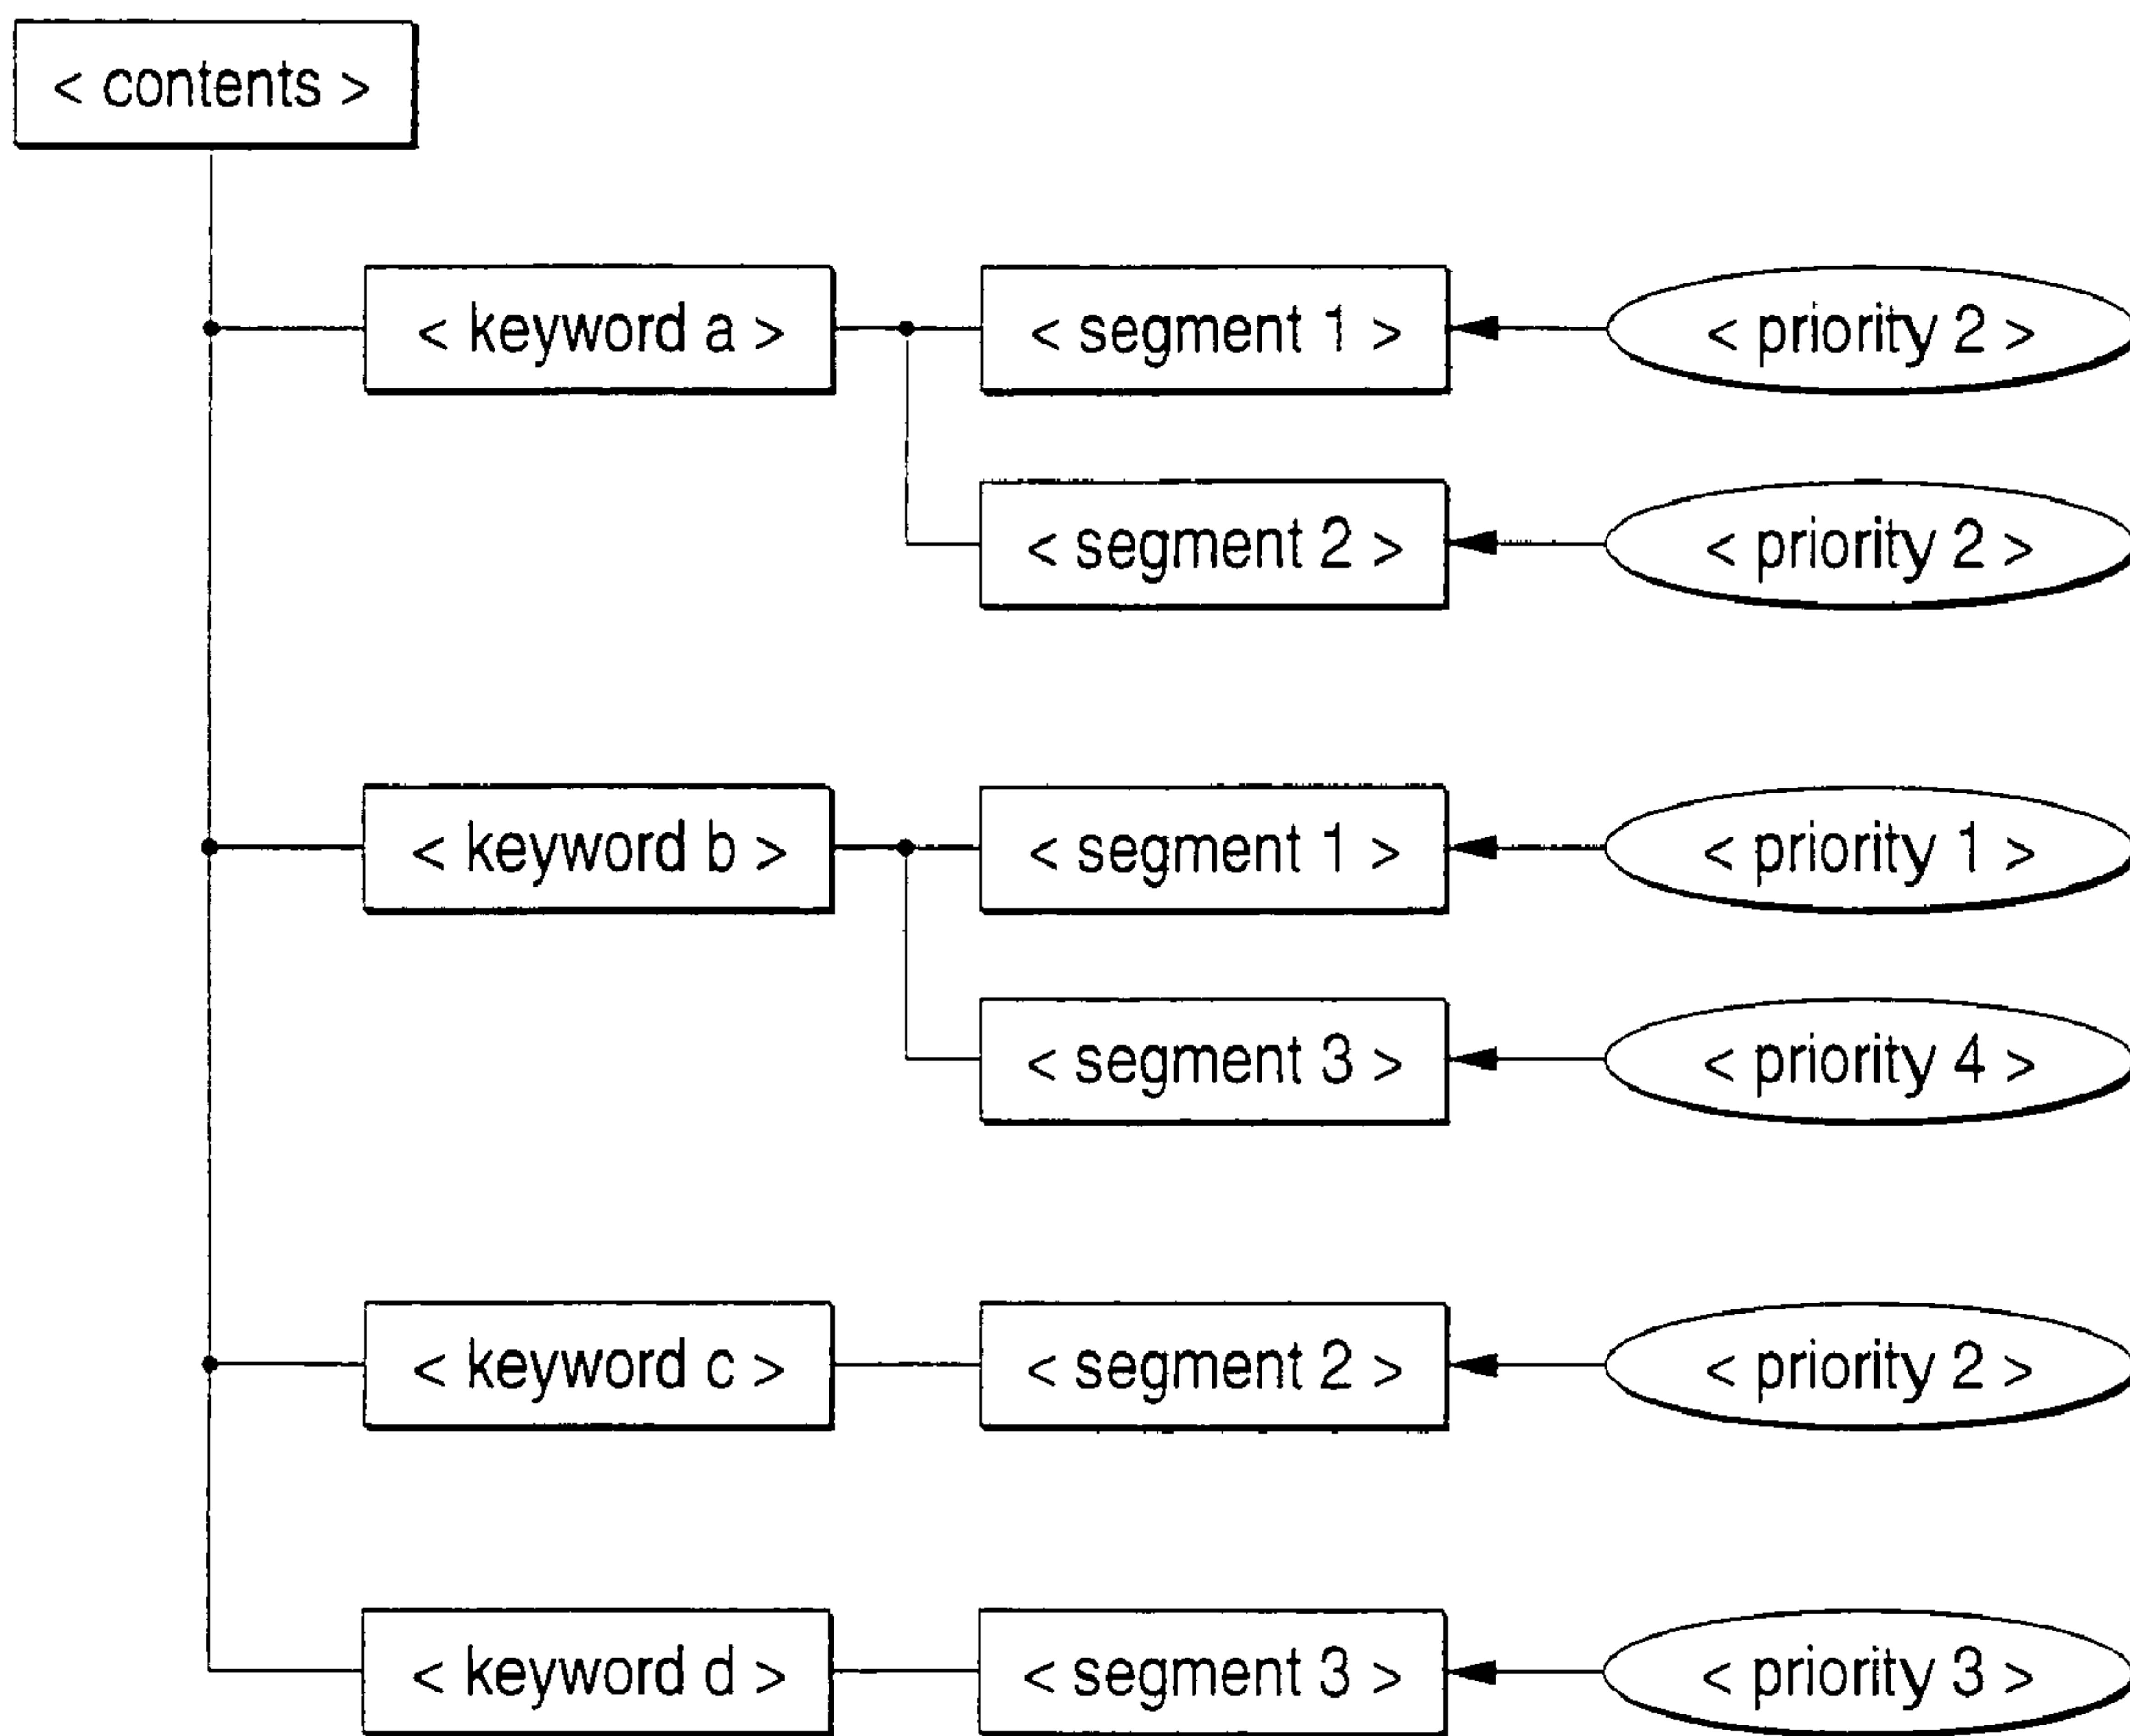 < contents >
< keyword a > < segment 1 > < priority 2 >
< segment 2 > < priority 2 >
< keyword b > < segment 1 > < priority 1 >
< segment 3 > < priority 4 >
< keyword c > < segment 2 > < priority 2 >
< keyword d > < segment 3 > < priority 3 >